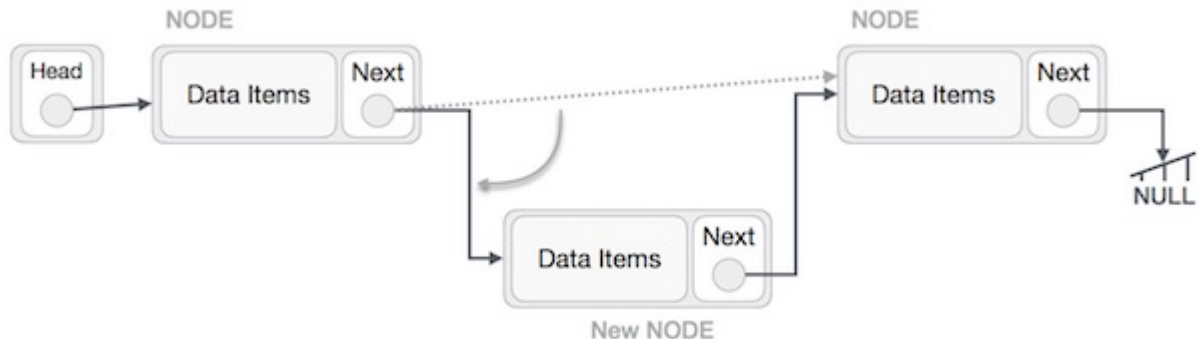 NODE
NODE
Head
Data Items
Next
Data Items
Next
NULL
Data Items
Next
New NODE